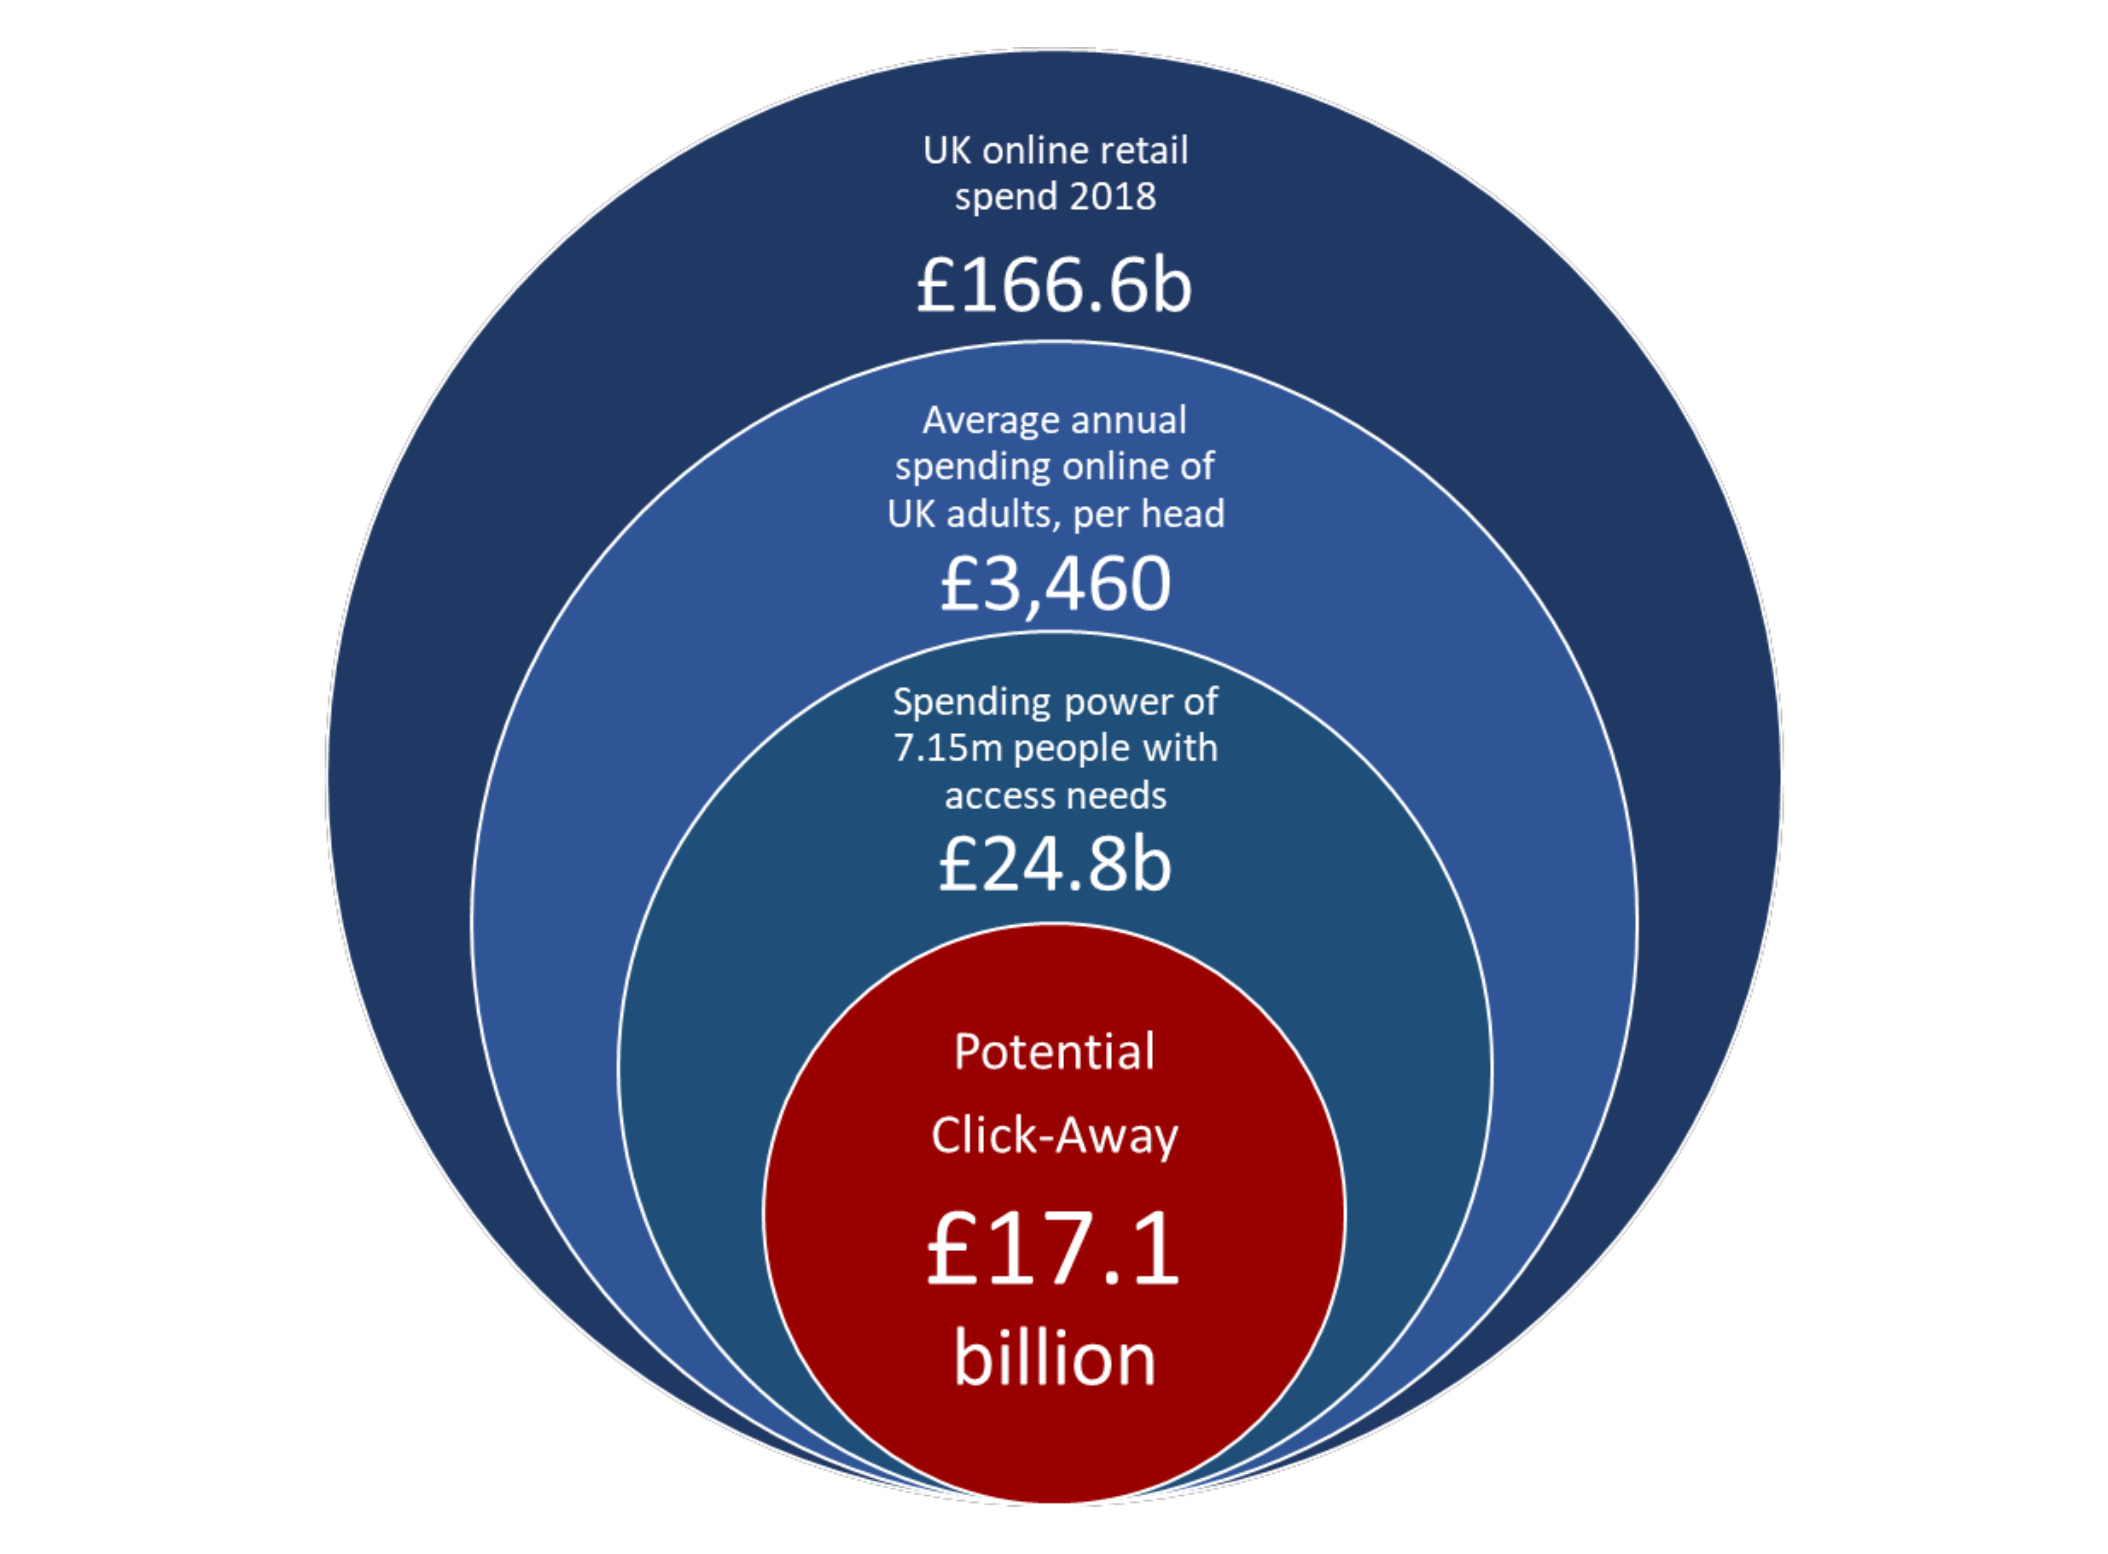 UK online retail
spend 2018
£166.6b
Average annual
spending online of
UK adults, per head
£3,460
Spending power of
7.15m people with
access needs
£24.8b
Potential
Click-Away
£17.1
billion